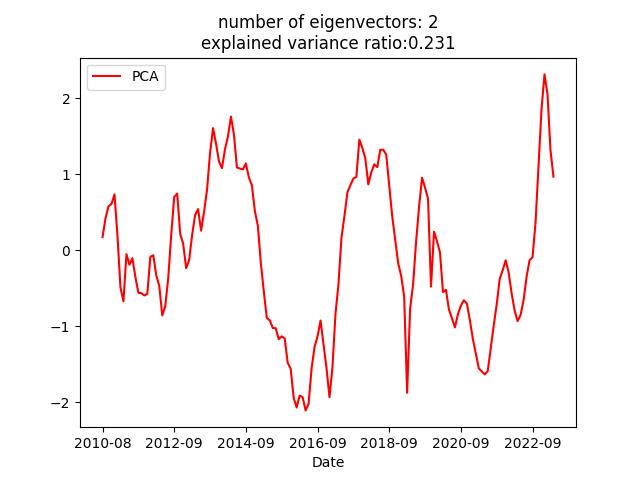 number of eigenvectors: 2
explained variance ratio:0.231
PCA
2
1
0
−1
−2
2010-08 2012-09 2014-09 2016-09 2018-09 2020-09 2022-09
Date